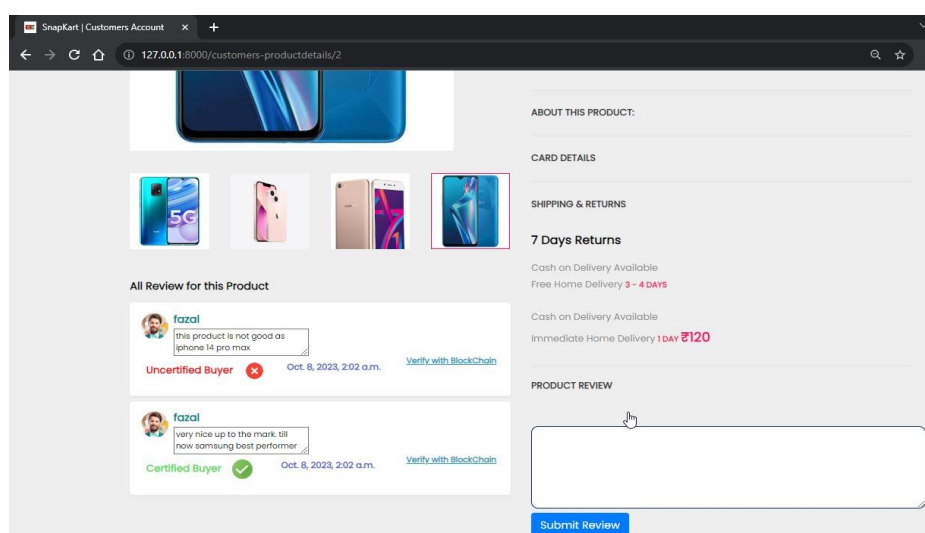 SnapKart | Customers Account
127.0.0.1:8000/customers-productdetails/2
5G
All Review for this Product
fazal
this product is not good as
iphone 14 pro max
Uncertified Buyer
Oct. 8, 2023, 2:02 a.m.
Verify with BlockChain
fazal
very nice up to the mark. till
now samsung best performer
Certified Buyer
Oct. 8, 2023, 2:02 a.m.
Verify with BlockChain
ABOUT THIS PRODUCT:
CARD DETAILS
SHIPPING & RETURNS
7 Days Returns
Cash on Delivery Available
Free Home Delivery 3 - 4 DAYS
Cash on Delivery Available
Immediate Home Delivery 1 DAY ₹120
PRODUCT REVIEW
Submit Review